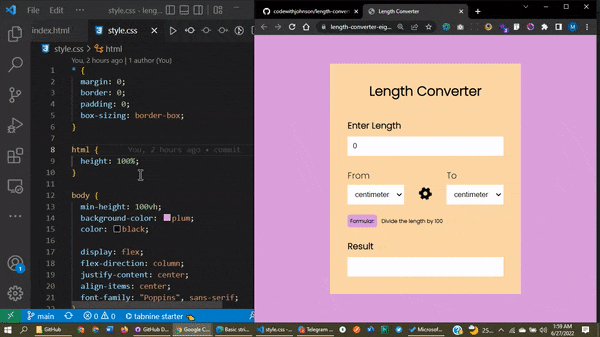 style.css - leng...
codewithjohnson/length-convert
Length Converter
index.html
style.css
length-converter-eig...
style.css > html
You, 2 hours ago | 1 author (You)
1 * {
2 margin: 0;
3 border: 0;
4 padding: 0;
5 box-sizing: border-box;
6 }
7
8 html { You, 2 hours ago • commit
9 height: 100%;
10 }
11
12 body {
13 min-height: 100vh;
14 background-color: plum;
15 color: black;
16
17 display: flex;
18 flex-direction: column;
19 justify-content: center;
20 align-items: center;
21 font-family: "Poppins", sans-serif;
Length Converter
Enter Length
0
From To
centimeter centimeter
Formular: Divide the length by 100
Result
main 0 0 tabnine starter
GitHub D...
Google C...
Basic stri...
style.css -...
Telegram ...
Microsoft...
25...
1:59 AM
6/27/2022